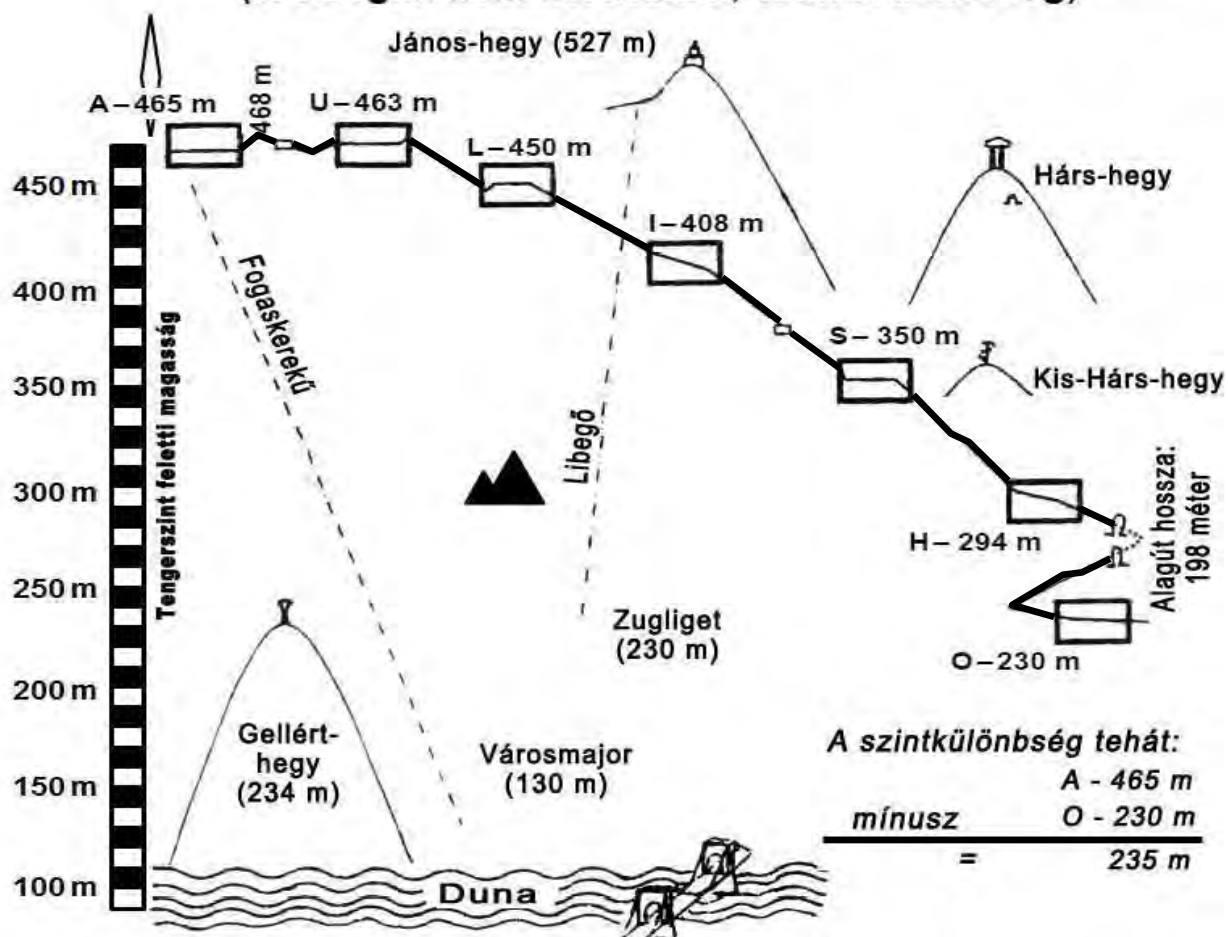 János-hegy (527 m)
A–465 m
468 m
U–463 m
L–450 m
I–408 m
Hárs-hegy
S–350 m
Kis-Hárs-hegy
H–294 m
Alagút hossza:
198 méter
O–230 m
450 m
400 m
350 m
300 m
250 m
200 m
150 m
100 m
Tengerszint feletti magasság
Fogaskerekű
Libegő
Zugliget
(230 m)
Gellért-
hegy
(234 m)
Városmajor
(130 m)
Duna
A szintkülönbség tehát:
A - 465 m
mínusz O - 230 m
= 235 m